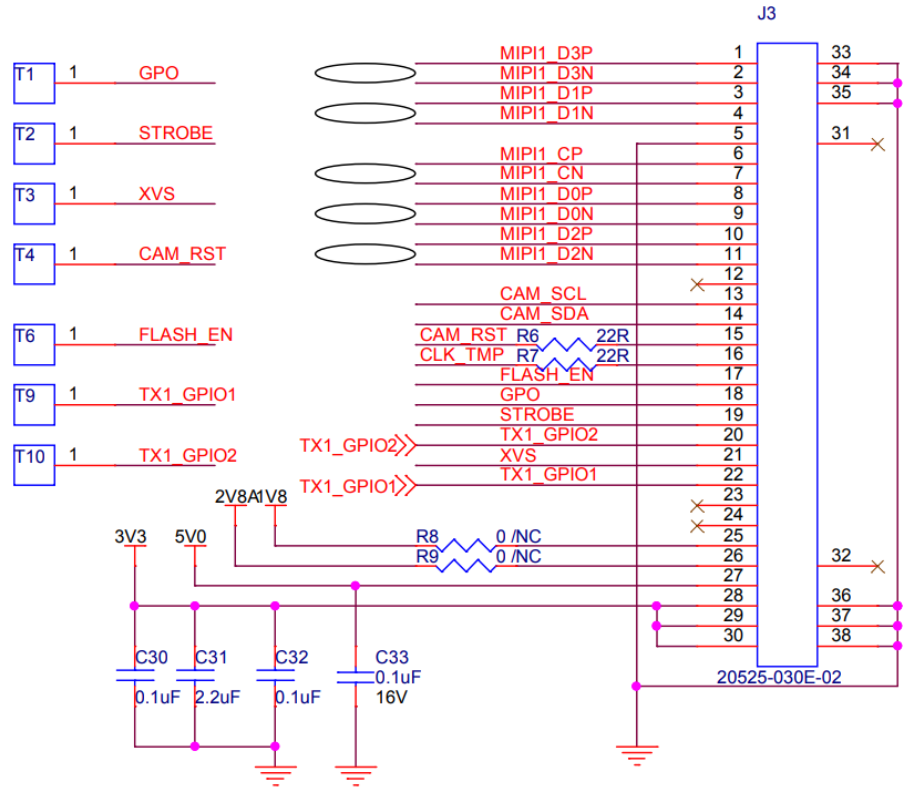 J3
MIPI1_D3P 1 33
MIPI1_D3N 2 34
T1 1 GPO
MIPI1_D1P 3 35
MIPI1_D1N 4
T2 1 STROBE
5 31
MIPI1_CP 6
MIPI1_CN 7
T3 1 XVS
MIPI1_D0P 8
MIPI1_D0N 9
MIPI1_D2P 10
T4 1 CAM_RST
MIPI1_D2N 11
12
CAM_SCL 13
CAM_SDA 14
T6 1 FLASH_EN
CAM_RST R6 22R 15
CLK_TMP R7 22R 16
FLASH_EN 17
T9 1 TX1_GPIO1
GPO 18
STROBE 19
TX1_GPIO2 TX1_GPIO2 20
T10 1 TX1_GPIO2
XVS 21
TX1_GPIO1 TX1_GPIO1 22
2V8A 1V8 23
24
3V3 5V0 R8 0 /NC 25
R9 0 /NC 26 32
27
28 36
29 37
30 38
C30 C31 C32 C33
0.1uF 2.2uF 0.1uF 0.1uF
16V
20525-030E-02